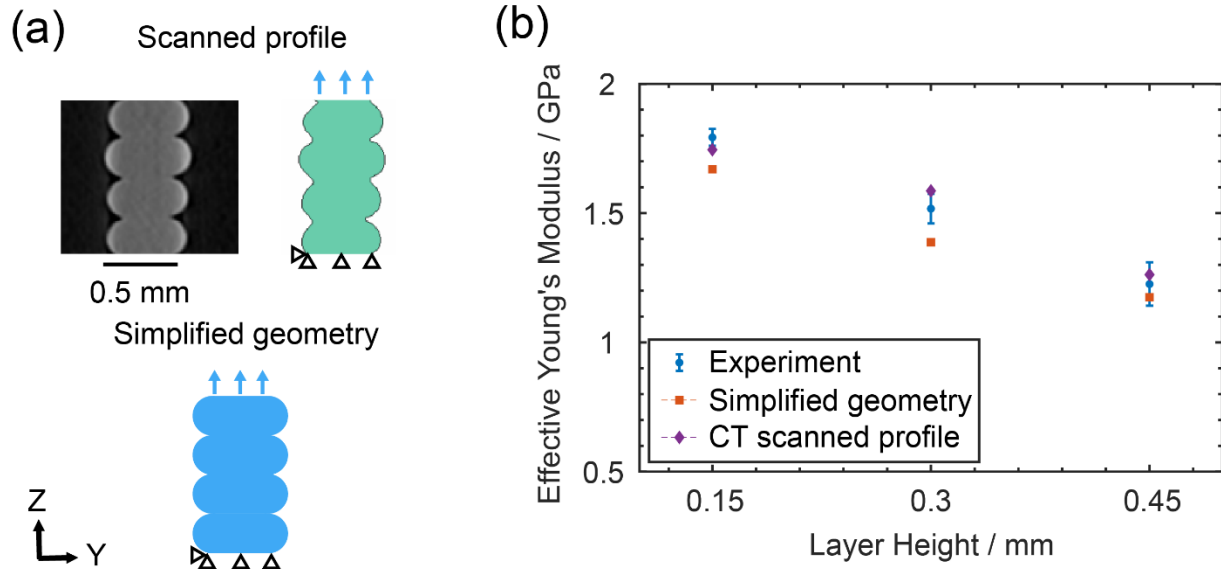 (a)
Scanned profile
0.5 mm
Simplified geometry
Z
Y
(b)
Effective Young's Modulus / GPa
2
1.5
1
0.5
Experiment
Simplified geometry
CT scanned profile
0.15
0.3
0.45
Layer Height / mm